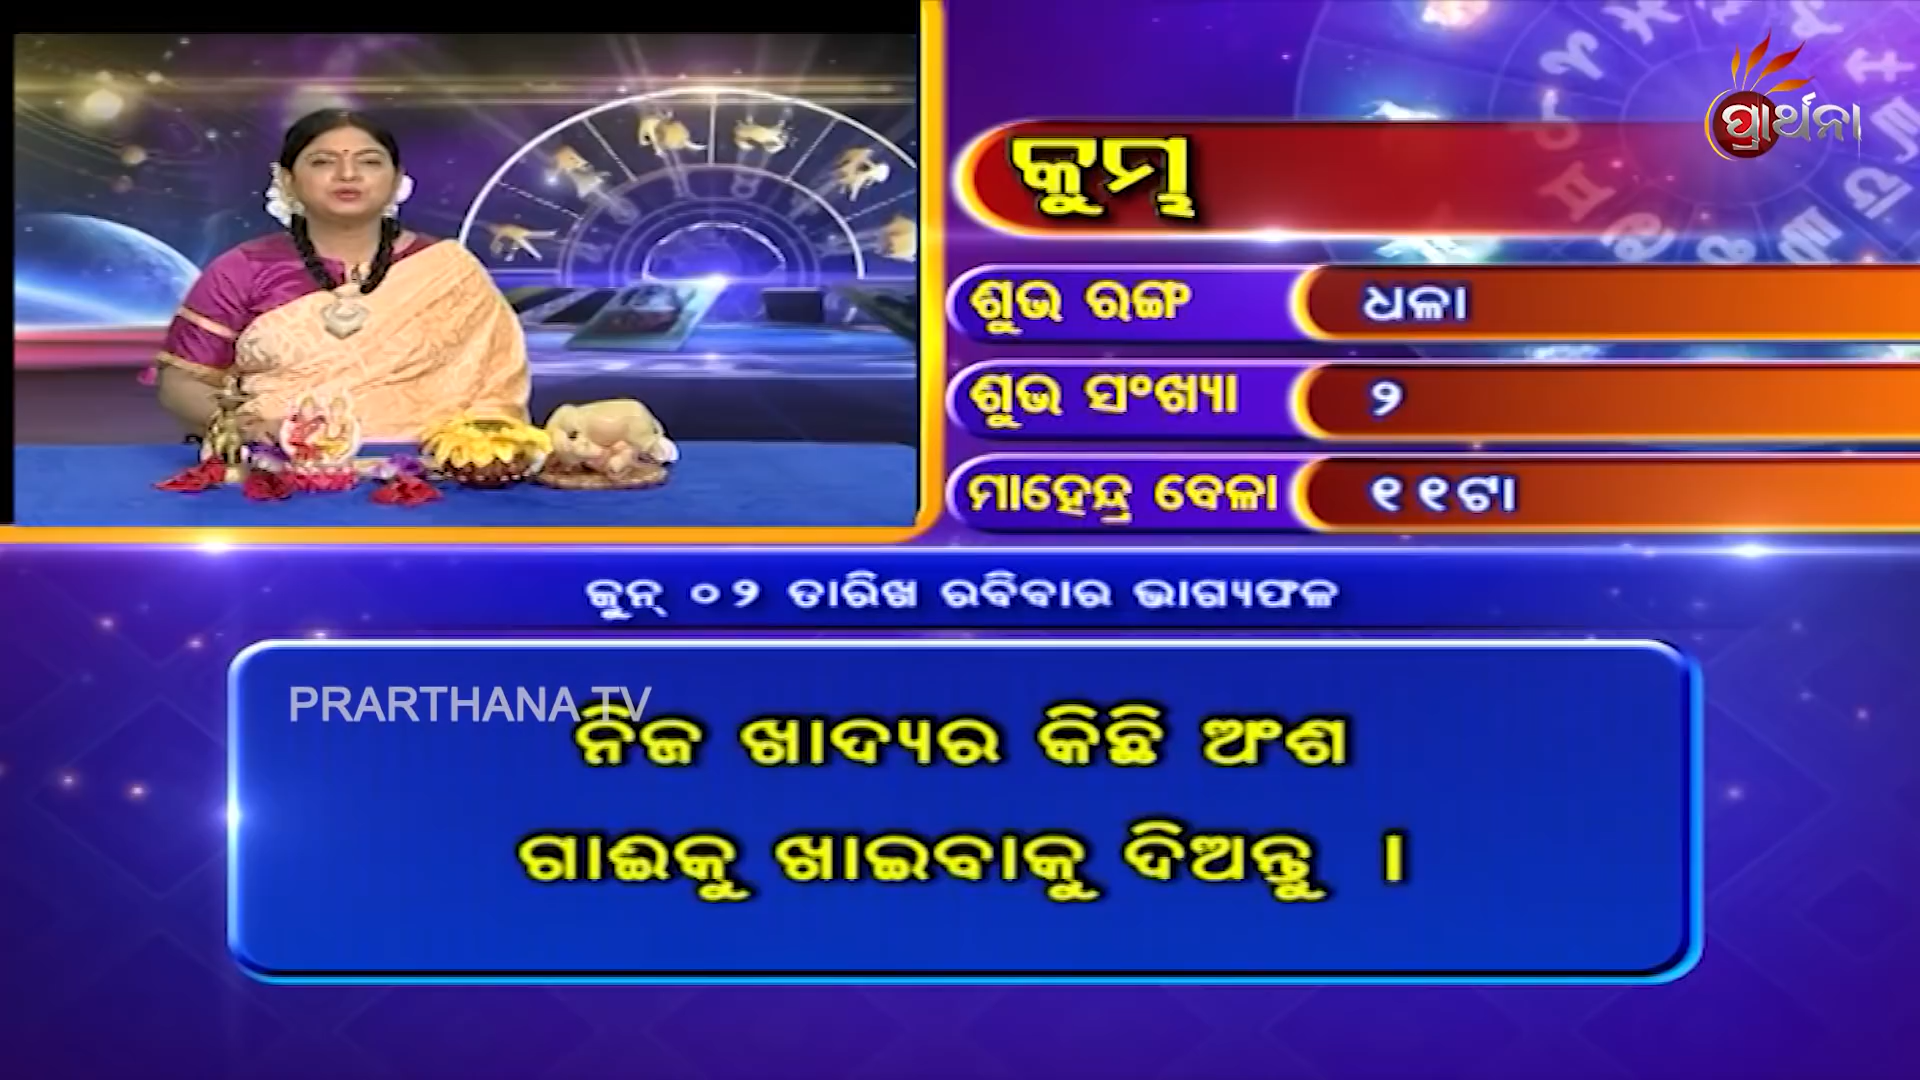 ପ୍ରାର୍ଥନା
କୁମ୍ଭ
ଶୁଭ ରଙ୍ଗ ଧଳା
ଶୁଭ ସଂଖ୍ୟା ୨
ମାହେନ୍ଦ୍ର ବେଳା ୧୧ଟା
ଜୁନ୍ ୦୨ ତାରିଖ ରବିବାର ଭାଗ୍ୟଫଳ
PRARTHANA TV
ନିଜ ଖାଦ୍ୟର କିଛି ଅଂଶ
ଗାଈକୁ ଖାଇବାକୁ ଦିଅନ୍ତୁ ।